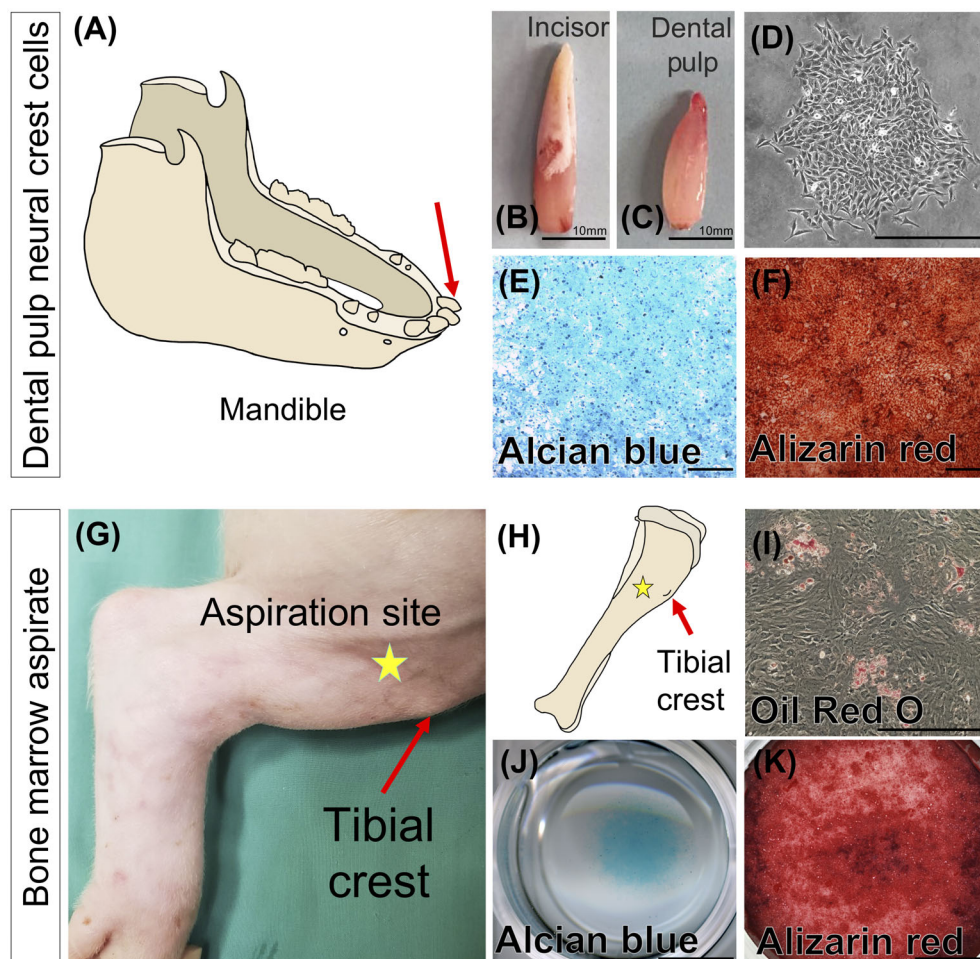 Dental pulp neural crest cells
(A)
Mandible
Incisor
(B)
10mm
Dental
pulp
(C)
10mm
(D)
(E)
Alcian blue
(F)
Alizarin red
Bone marrow aspirate
(G)
Aspiration site
Tibial
crest
(H)
Tibial
crest
(I)
Oil Red O
(J)
Alcian blue
(K)
Alizarin red